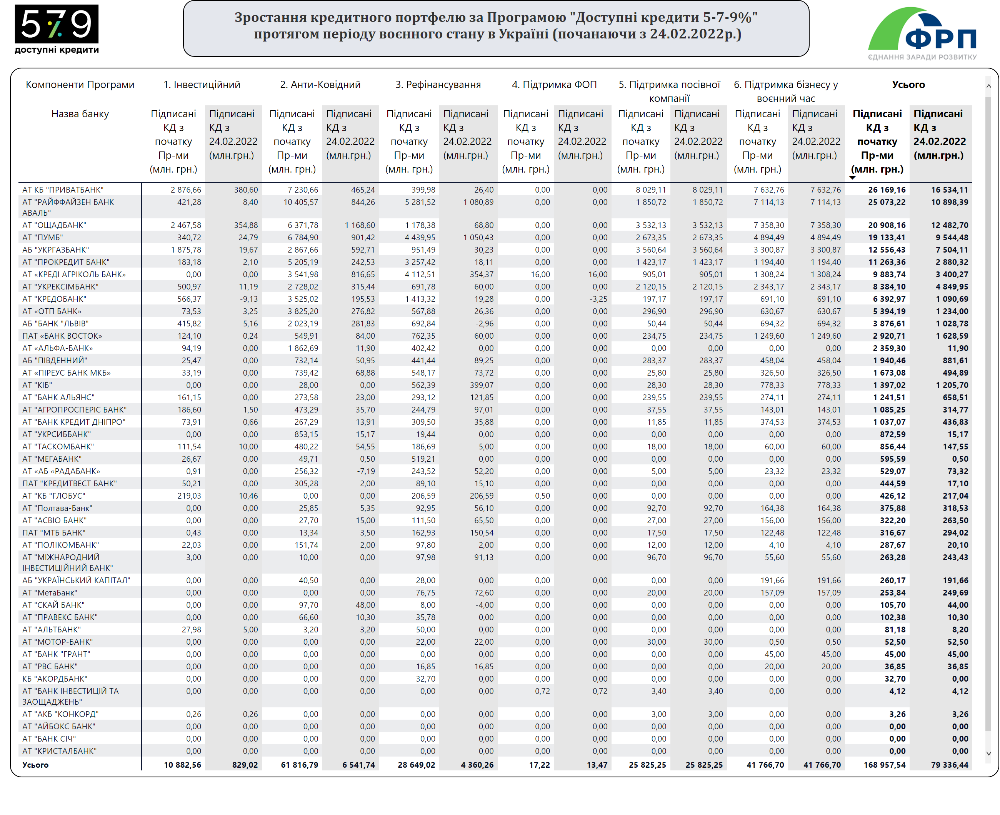 579
доступні кредити
Зростання кредитного портфелю за Програмою "Доступні кредити 5-7-9%"
протягом періоду воєнного стану в Україні (починаючи з 24.02.2022р.)
ФРП
ЄДНАННЯ ЗАРАДИ РОЗВИТКУ
Компоненти Програми 1. Інвестиційний 2. Анти-Ковідний 3. Рефінансування 4. Підтримка ФОП 5. Підтримка посівної 6. Підтримка бізнесу у Усього
компанії воєнний час
Назва банку Підписані Підписані Підписані Підписані Підписані Підписані Підписані Підписані Підписані Підписані Підписані Підписані Підписані Підписані
КД з КД з КД з КД з КД з КД з КД з КД з КД з КД з КД з КД з КД з КД з
початку 24.02.2022 початку 24.02.2022 початку 24.02.2022 початку 24.02.2022 початку 24.02.2022 початку 24.02.2022 початку 24.02.2022
Пр-ми (млн.грн.) Пр-ми (млн.грн.) Пр-ми (млн.грн.) Пр-ми (млн.грн.) Пр-ми (млн.грн.) Пр-ми (млн.грн.) Пр-ми (млн.грн.)
(млн. грн.) (млн. грн.) (млн. грн.) (млн. грн.) (млн. грн.) (млн. грн.) (млн. грн.)
АТ КБ "ПРИВАТБАНК" 2 876,66 380,60 7 230,66 465,24 399,98 26,40 0,00 0,00 8 029,11 8 029,11 7 632,76 7 632,76 26 169,16 16 534,11
АТ "РАЙФФАЙЗЕН БАНК 421,28 8,40 10 405,57 844,26 5 281,52 1 080,89 0,00 0,00 1 850,72 1 850,72 7 114,13 7 114,13 25 073,22 10 898,39
АВАЛЬ"
АТ "ОЩАДБАНК" 2 467,58 354,88 6 371,78 1 168,60 1 178,38 68,80 0,00 0,00 3 532,13 3 532,13 7 358,30 7 358,30 20 908,16 12 482,70
АТ "ПУМБ" 340,72 24,79 6 784,90 901,42 4 439,95 1 050,43 0,00 0,00 2 673,35 2 673,35 4 894,49 4 894,49 19 133,41 9 544,48
АБ "УКРГАЗБАНК" 1 875,78 19,67 2 867,66 592,71 951,49 30,23 0,00 0,00 3 560,64 3 560,64 3 300,87 3 300,87 12 556,43 7 504,11
АТ "ПРОКРЕДИТ БАНК" 183,18 2,10 5 205,19 242,53 3 257,42 18,11 0,00 0,00 1 423,17 1 423,17 1 194,40 1 194,40 11 263,36 2 880,32
АТ «КРЕДІ АГРІКОЛЬ БАНК» 0,00 0,00 3 541,98 816,65 4 112,51 354,37 16,00 16,00 905,01 905,01 1 308,24 1 308,24 9 883,74 3 400,27
АТ "УКРЕКСІМБАНК" 500,97 11,19 2 728,02 315,44 691,78 60,00 0,00 0,00 2 120,15 2 120,15 2 343,17 2 343,17 8 384,10 4 849,95
АТ "КРЕДОБАНК" 566,37 -9,13 3 525,02 195,53 1 413,32 19,28 0,00 -3,25 197,17 197,17 691,10 691,10 6 392,97 1 090,69
АТ «ОТП БАНК» 73,53 3,25 3 825,20 276,82 567,88 26,36 0,00 0,00 296,90 296,90 630,67 630,67 5 394,19 1 234,00
АБ "БАНК "ЛЬВІВ" 415,82 5,16 2 023,19 281,83 692,84 -2,96 0,00 0,00 50,44 50,44 694,32 694,32 3 876,61 1 028,78
ПАТ «БАНК ВОСТОК» 124,10 0,24 549,91 84,00 762,35 60,00 0,00 0,00 234,75 234,75 1 249,60 1 249,60 2 920,71 1 628,59
АТ «АЛЬФА-БАНК» 94,19 0,00 1 862,69 11,90 402,42 0,00 0,00 0,00 0,00 0,00 0,00 0,00 2 359,30 11,90
АБ "ПІВДЕННИЙ" 25,47 0,00 732,14 50,95 441,44 89,25 0,00 0,00 283,37 283,37 458,04 458,04 1 940,46 881,61
АТ «ПІРЕУС БАНК МКБ» 33,19 0,00 739,42 68,88 548,17 73,72 0,00 0,00 25,80 25,80 326,50 326,50 1 673,08 494,89
АТ "КІБ" 0,00 0,00 28,00 0,00 562,39 399,07 0,00 0,00 28,30 28,30 778,33 778,33 1 397,02 1 205,70
АТ "БАНК АЛЬЯНС" 161,15 0,00 273,58 23,00 293,12 121,85 0,00 0,00 239,55 239,55 274,11 274,11 1 241,51 658,51
АТ "АГРОПРОСПЕРІС БАНК" 186,60 1,50 473,29 35,70 244,79 97,01 0,00 0,00 37,55 37,55 143,01 143,01 1 085,25 314,77
АТ "БАНК КРЕДИТ ДНІПРО" 73,91 0,66 267,29 13,91 309,50 35,88 0,00 0,00 11,85 11,85 374,53 374,53 1 037,07 436,83
АТ "УКРСИББАНК" 0,00 0,00 853,15 15,17 19,44 0,00 0,00 0,00 0,00 0,00 0,00 0,00 872,59 15,17
АТ "ТАСКОМБАНК" 111,54 10,00 480,22 54,55 186,69 5,00 0,00 0,00 18,00 18,00 60,00 60,00 856,44 147,55
АТ "МЕГАБАНК" 26,67 0,00 49,71 0,50 519,21 0,00 0,00 0,00 0,00 0,00 0,00 0,00 595,59 0,50
АТ «АБ «РАДАБАНК» 0,91 0,00 256,32 -7,19 243,52 52,20 0,00 0,00 5,00 5,00 23,32 23,32 529,07 73,32
ПАТ "КРЕДИТВЕСТ БАНК" 50,21 0,00 305,28 2,00 89,10 15,10 0,00 0,00 0,00 0,00 0,00 0,00 444,59 17,10
АТ "КБ "ГЛОБУС" 219,03 10,46 0,00 0,00 206,59 206,59 0,50 0,00 0,00 0,00 0,00 0,00 426,12 217,04
АТ "Полтава-Банк" 0,00 0,00 25,85 5,35 92,95 56,10 0,00 0,00 92,70 92,70 164,38 164,38 375,88 318,53
АТ "АСВІО БАНК" 0,00 0,00 27,70 15,00 111,50 65,50 0,00 0,00 27,00 27,00 156,00 156,00 322,20 263,50
ПАТ "МТБ БАНК" 0,43 0,00 13,34 3,50 162,93 150,54 0,00 0,00 17,50 17,50 122,48 122,48 316,67 294,02
АТ "ПОЛІКОМБАНК" 22,03 0,00 151,74 2,00 97,80 2,00 0,00 0,00 12,00 12,00 4,10 4,10 287,67 20,10
АТ "МІЖНАРОДНИЙ 3,00 0,00 10,00 0,00 97,98 91,13 0,00 0,00 96,70 96,70 55,60 55,60 263,28 243,43
ІНВЕСТИЦІЙНИЙ БАНК"
АБ "УКРАЇНСЬКИЙ КАПІТАЛ" 0,00 0,00 40,50 0,00 28,00 0,00 0,00 0,00 0,00 0,00 191,66 191,66 260,17 191,66
АТ "МетаБанк" 0,00 0,00 0,00 0,00 76,75 72,60 0,00 0,00 20,00 20,00 157,09 157,09 253,84 249,69
АТ "СКАЙ БАНК" 0,00 0,00 97,70 48,00 8,00 -4,00 0,00 0,00 0,00 0,00 0,00 0,00 105,70 44,00
АТ "ПРАВЕКС БАНК" 0,00 0,00 66,60 10,30 35,78 0,00 0,00 0,00 0,00 0,00 0,00 0,00 102,38 10,30
АТ "АЛЬТБАНК" 27,98 5,00 3,20 3,20 50,00 0,00 0,00 0,00 0,00 0,00 0,00 0,00 81,18 8,20
АТ "МОТОР-БАНК" 0,00 0,00 0,00 0,00 22,00 22,00 0,00 0,00 30,00 30,00 0,50 0,50 52,50 52,50
АТ "БАНК "ГРАНТ" 0,00 0,00 0,00 0,00 0,00 0,00 0,00 0,00 0,00 0,00 45,00 45,00 45,00 45,00
АТ "РВС БАНК" 0,00 0,00 0,00 0,00 16,85 16,85 0,00 0,00 0,00 0,00 20,00 20,00 36,85 36,85
КБ "АКОРДБАНК" 0,00 0,00 0,00 0,00 32,70 0,00 0,00 0,00 0,00 0,00 0,00 0,00 32,70 0,00
АТ "БАНК ІНВЕСТИЦІЙ ТА 0,00 0,00 0,00 0,00 0,00 0,00 0,72 0,72 3,40 3,40 0,00 0,00 4,12 4,12
ЗАОЩАДЖЕНЬ"
АТ "АКБ "КОНКОРД" 0,26 0,26 0,00 0,00 0,00 0,00 0,00 0,00 3,00 3,00 0,00 0,00 3,26 3,26
АТ "АЙБОКС БАНК" 0,00 0,00 0,00 0,00 0,00 0,00 0,00 0,00 0,00 0,00 0,00 0,00 0,00 0,00
АТ "БАНК СІЧ" 0,00 0,00 0,00 0,00 0,00 0,00 0,00 0,00 0,00 0,00 0,00 0,00 0,00 0,00
АТ "КРИСТАЛБАНК" 0,00 0,00 0,00 0,00 0,00 0,00 0,00 0,00 0,00 0,00 0,00 0,00 0,00 0,00
Усього 10 882,56 829,02 61 816,79 6 541,74 28 649,02 4 360,26 17,22 13,47 25 825,25 25 825,25 41 766,70 41 766,70 168 957,54 79 336,44